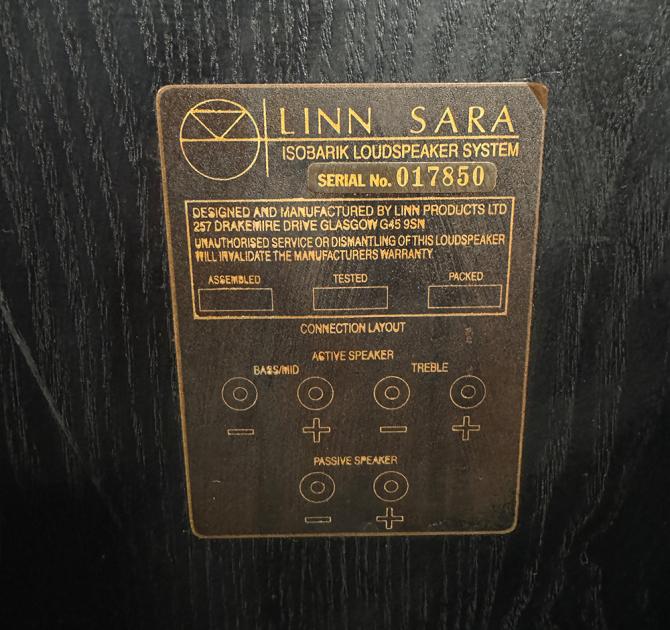 LINN SARA
ISOBARIK LOUDSPEAKER SYSTEM
SERIAL No. 017850
DESIGNED AND MANUFACTURED BY LINN PRODUCTS LTD
257 DRAKEMIRE DRIVE GLASGOW G45 9SN
UNAUTHORISED SERVICE OR DISMANTLING OF THIS LOUDSPEAKER
WILL INVALIDATE THE MANUFACTURERS WARRANTY
ASSEMBLED TESTED PACKED
CONNECTION LAYOUT
ACTIVE SPEAKER
BASS/MID TREBLE
− + − +
PASSIVE SPEAKER
− +